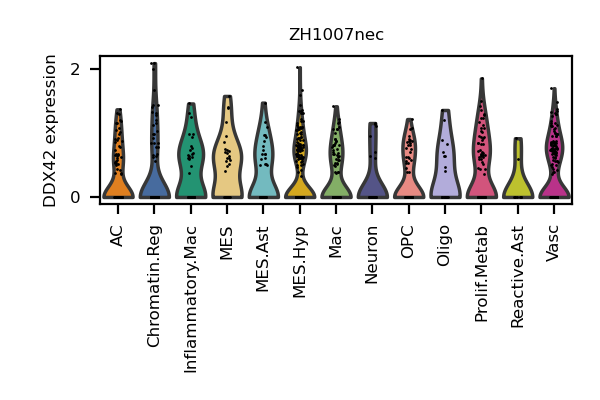 ZH1007nec
DDX42 expression
2
0
AC
Chromatin.Reg
Inflammatory.Mac
MES
MES.Ast
MES.Hyp
Mac
Neuron
OPC
Oligo
Prolif.Metab
Reactive.Ast
Vasc